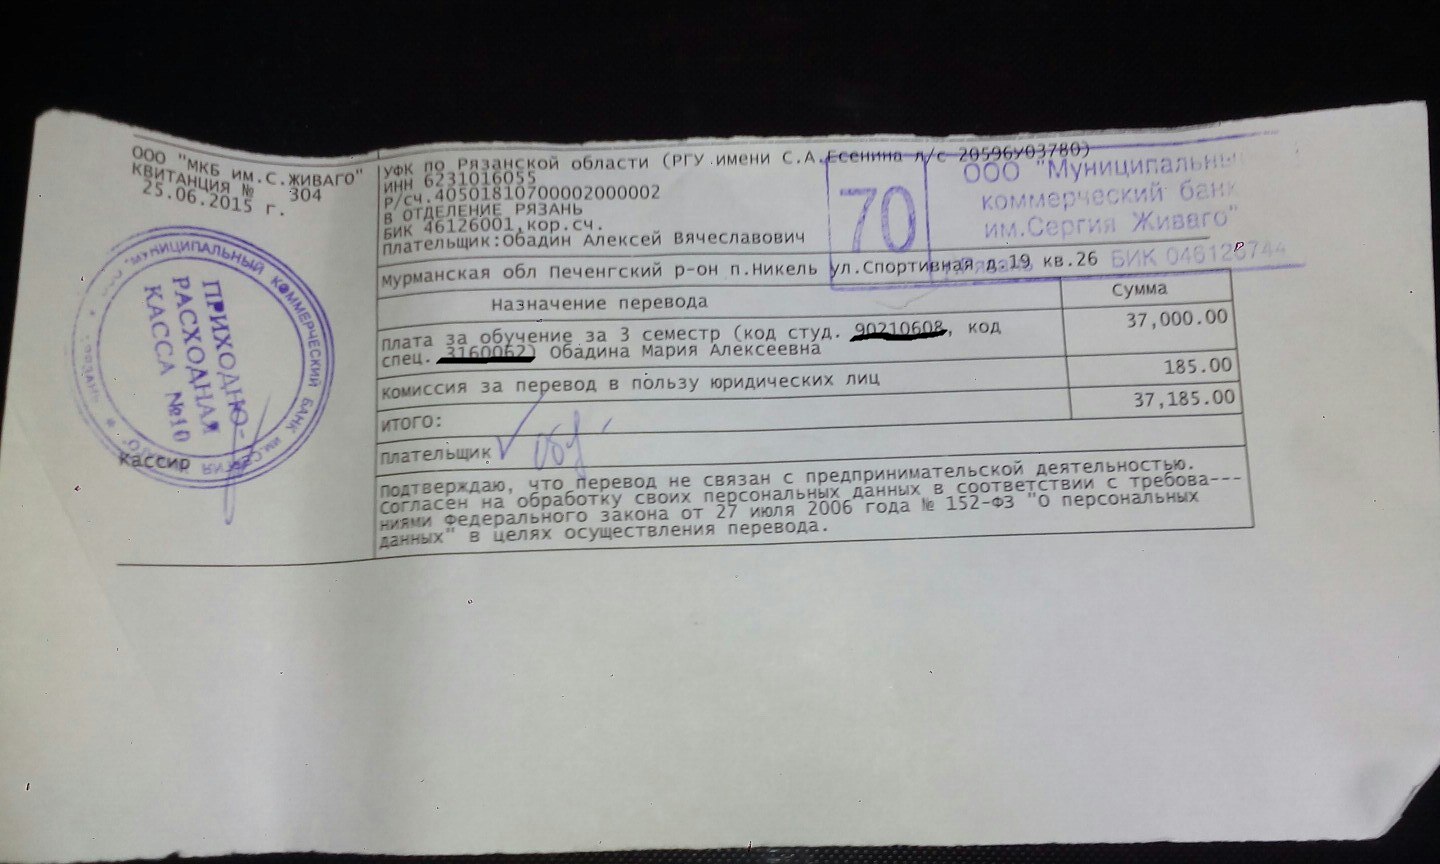 ООО "МКБ им.С.ЖИВАГО"
КВИТАНЦИЯ № 304
25.06.2015 г.
ООО "МУНИЦИПАЛЬНЫЙ КОММЕРЧЕСКИЙ БАНК ИМ.
ПРИХОДНО-
РАСХОДНАЯ
КАССА №10
кассир
УФК по Рязанской области (РГУ имени С.А.Есенина л/с 20596У03780)
ИНН 6231016055
Р/сч.40501810700002000002
В ОТДЕЛЕНИЕ РЯЗАНЬ
БИК 46126001,кор.сч.
плательщик:Обадин Алексей Вячеславович
70
ООО "Муниципальный
коммерческий банк
им.Сергия Живаго"
БИК 046126744
Мурманская обл Печенгский р-он п.Никель ул.Спортивная д.19 кв.26
Назначение перевода
Сумма
плата за обучение за 3 семестр (код студ. , код
спец. ) Обадина Мария Алексеевна
37,000.00
комиссия за перевод в пользу юридических лиц
185.00
ИТОГО:
37,185.00
плательщик
подтверждаю, что перевод не связан с предпринимательской деятельностью.
согласен на обработку своих персональных данных в соответствии с требова---
ниями Федерального закона от 27 июля 2006 года № 152-ФЗ "О персональных
данных" в целях осуществления перевода.